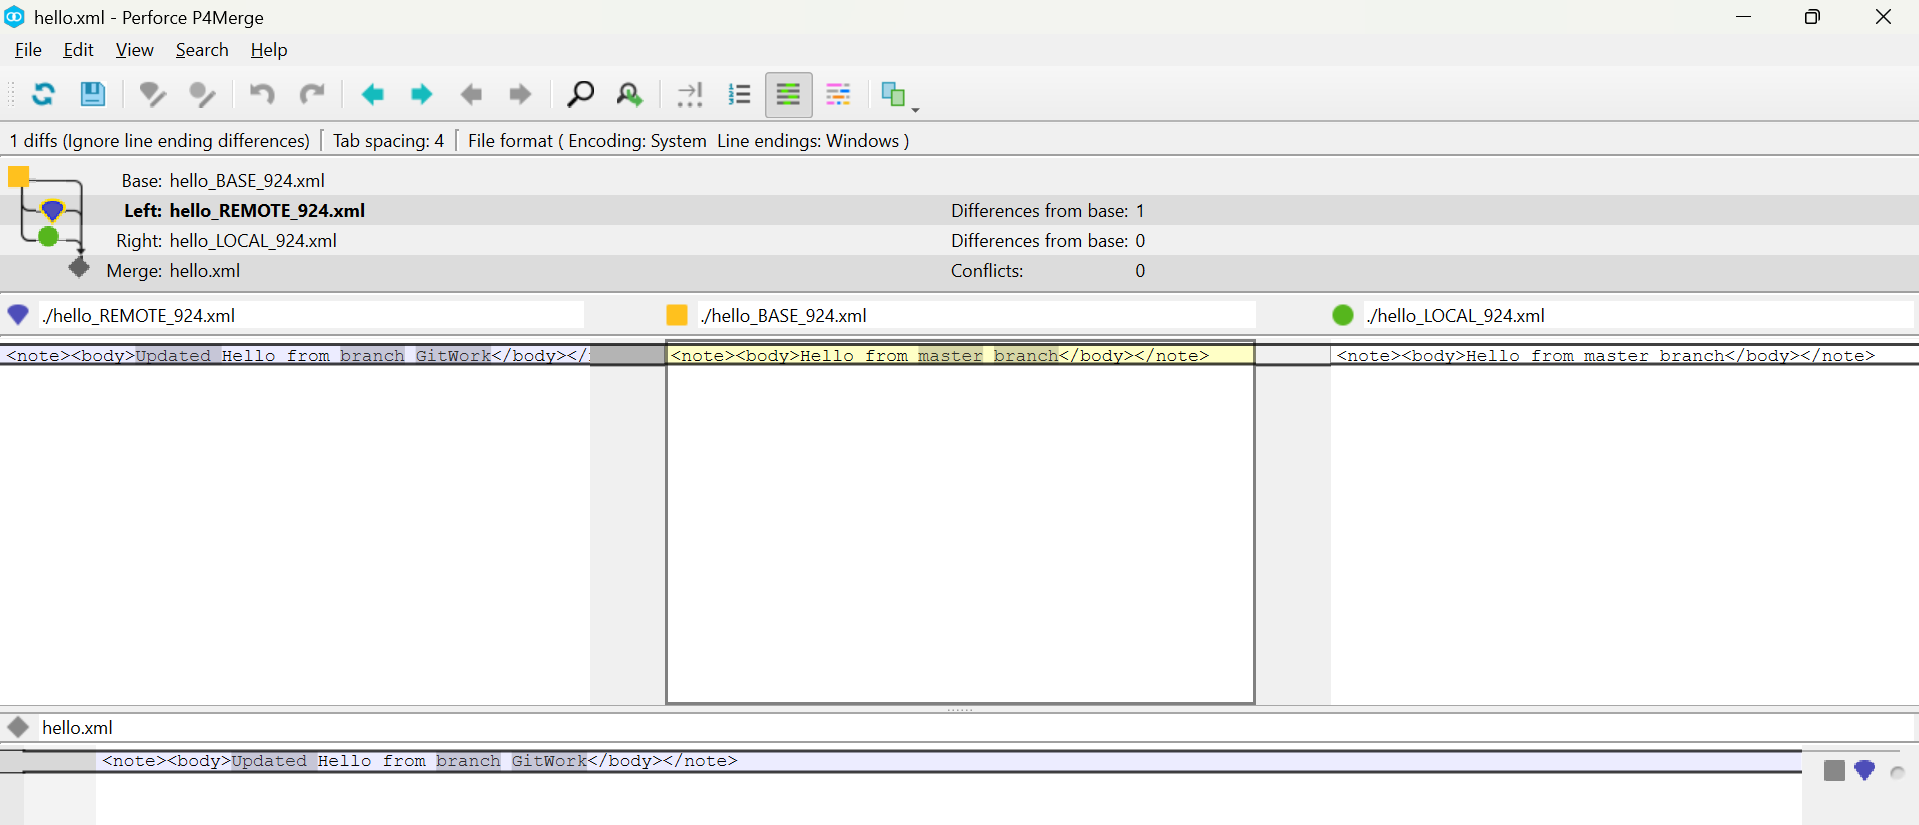 hello.xml - Perforce P4Merge
File Edit View Search Help
1 diffs (Ignore line ending differences) Tab spacing: 4 File format ( Encoding: System Line endings: Windows )
Base: hello_BASE_924.xml
Left: hello_REMOTE_924.xml Differences from base: 1
Right: hello_LOCAL_924.xml Differences from base: 0
Merge: hello.xml Conflicts: 0
./hello_REMOTE_924.xml ./hello_BASE_924.xml ./hello_LOCAL_924.xml
<note><body>Updated Hello from branch GitWork</body></ <note><body>Hello from master branch</body></note> <note><body>Hello from master branch</body></note>
hello.xml
<note><body>Updated Hello from branch GitWork</body></note>